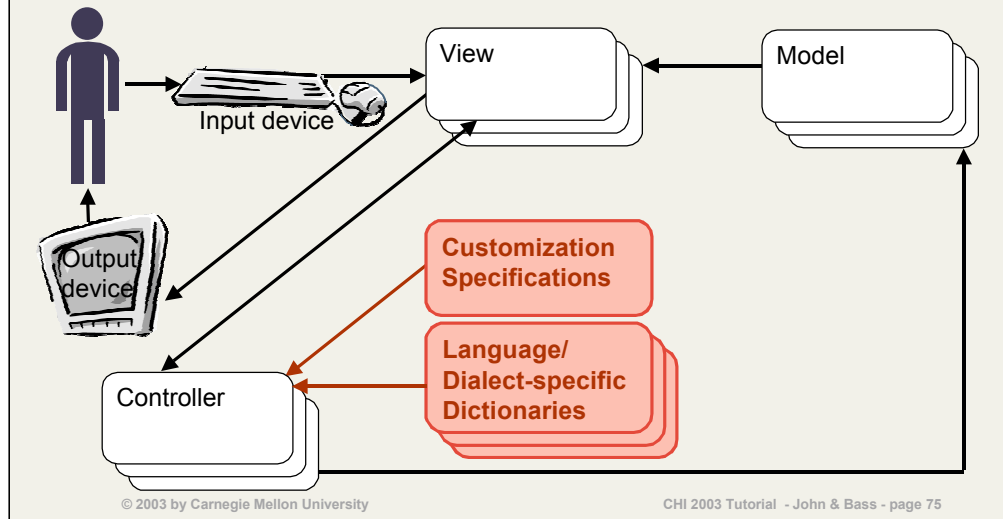 View
Model
Input device
Output
device
Customization
Specifications
Language/
Dialect-specific
Dictionaries
Controller
© 2003 by Carnegie Mellon University
CHI 2003 Tutorial - John & Bass - page 75